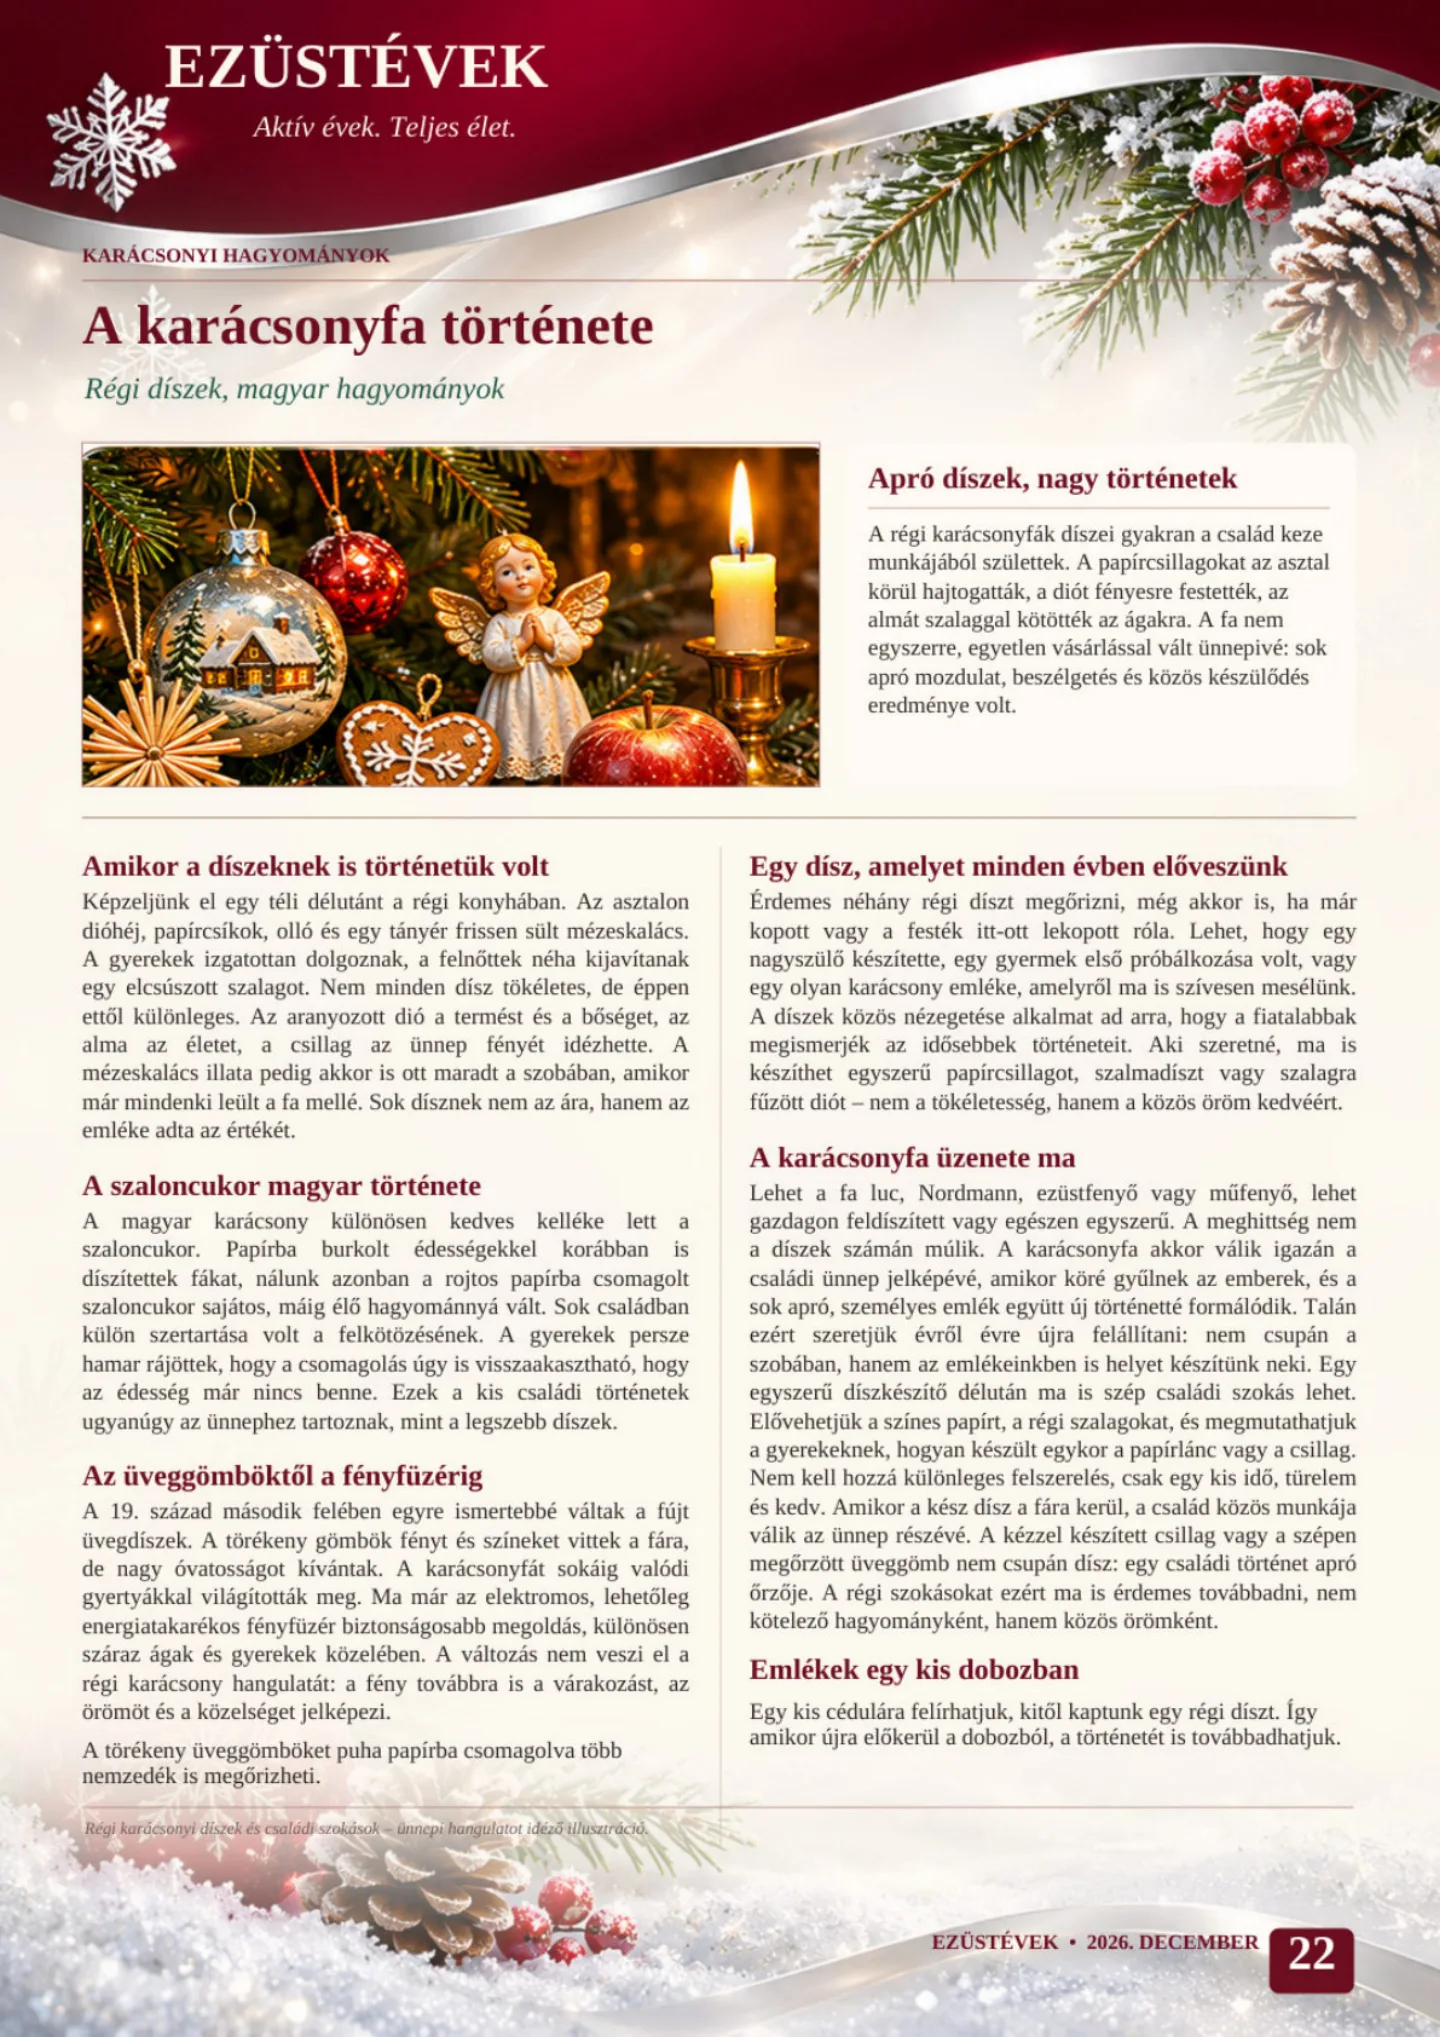 EZÜSTÉVEK
Aktív évek. Teljes élet.
KARÁCSONYI HAGYOMÁNYOK
A karácsonyfa története
Régi díszek, magyar hagyományok
Apró díszek, nagy történetek
A régi karácsonyfák díszei gyakran a család keze
munkájából születtek. A papírcsillagokat az asztal
körül hajtogatták, a diót fényesre festették, az
almát szalaggal kötötték az ágakra. A fa nem
egyszerre, egyetlen vásárlással vált ünnepivé: sok
apró mozdulat, beszélgetés és közös készülődés
eredménye volt.
Amikor a díszeknek is történetük volt
Képzeljünk el egy téli délutánt a régi konyhában. Az asztalon
dióhéj, papírcsíkok, olló és egy tányér frissen sült mézeskalács.
A gyerekek izgatottan dolgoznak, a felnőttek néha kijavítanak
egy elcsúszott szalagot. Nem minden dísz tökéletes, de éppen
ettől különleges. Az aranyozott dió a termést és a bőséget, az
alma az életet, a csillag az ünnep fényét idézhette. A
mézeskalács illata pedig akkor is ott maradt a szobában, amikor
már mindenki leült a fa mellé. Sok dísznek nem az ára, hanem az
emléke adta az értékét.
A szaloncukor magyar története
A magyar karácsony különösen kedves kelléke lett a
szaloncukor. Papírba burkolt édességekkel korábban is
díszítettek fákat, nálunk azonban a rojtos papírba csomagolt
szaloncukor sajátos, máig élő hagyománnyá vált. Sok családban
külön szertartása volt a felkötözésének. A gyerekek persze
hamar rájöttek, hogy a csomagolás úgy is visszaakasztható, hogy
az édesség már nincs benne. Ezek a kis családi történetek
ugyanúgy az ünnephez tartoznak, mint a legszebb díszek.
Az üveggömböktől a fényfüzérig
A 19. század második felében egyre ismertebbé váltak a fújt
üvegdíszek. A törékeny gömbök fényt és színeket vittek a fára,
de nagy óvatosságot kívántak. A karácsonyfát sokáig valódi
gyertyákkal világították meg. Ma már az elektromos, lehetőleg
energiatakarékos fényfüzér biztonságosabb megoldás, különösen
száraz ágak és gyerekek közelében. A változás nem veszi el a
régi karácsony hangulatát: a fény továbbra is a várakozást, az
örömöt és a közelséget jelképezi.
A törékeny üveggömböket puha papírba csomagolva több
nemzedék is megőrizheti.
Egy dísz, amelyet minden évben előveszünk
Érdemes néhány régi díszt megőrizni, még akkor is, ha már
kopott vagy a festék itt-ott lekopott róla. Lehet, hogy egy
nagyszülő készítette, egy gyermek első próbálkozása volt, vagy
egy olyan karácsony emléke, amelyről ma is szívesen mesélünk.
A díszek közös nézegetése alkalmat ad arra, hogy a fiatalabbak
megismerjék az idősebbek történeteit. Aki szeretné, ma is
készíthet egyszerű papírcsillagot, szalmadíszt vagy szalagra
fűzött diót – nem a tökéletesség, hanem a közös öröm kedvéért.
A karácsonyfa üzenete ma
Lehet a fa luc, Nordmann, ezüstfenyő vagy műfenyő, lehet
gazdagon feldíszített vagy egészen egyszerű. A meghittség nem
a díszek számán múlik. A karácsonyfa akkor válik igazán a
családi ünnep jelképévé, amikor köré gyűlnek az emberek, és a
sok apró, személyes emlék együtt új történetté formálódik. Talán
ezért szeretjük évről évre újra felállítani: nem csupán a
szobában, hanem az emlékeinkben is helyet készítünk neki. Egy
egyszerű díszkészítő délután ma is szép családi szokás lehet.
Elővehetjük a színes papírt, a régi szalagokat, és megmutathatjuk
a gyerekeknek, hogyan készült egykor a papírlánc vagy a csillag.
Nem kell hozzá különleges felszerelés, csak egy kis idő, türelem
és kedv. Amikor a kész dísz a fára kerül, a család közös munkája
válik az ünnep részévé. A kézzel készített csillag vagy a szépen
megőrzött üveggömb nem csupán dísz: egy családi történet apró
őrzője. A régi szokásokat ezért ma is érdemes továbbadni, nem
kötelező hagyományként, hanem közös örömként.
Emlékek egy kis dobozban
Egy kis cédulára felírhatjuk, kitől kaptunk egy régi díszt. Így
amikor újra előkerül a dobozból, a történetét is továbbadhatjuk.
Régi karácsonyi díszek és családi szokások – ünnepi hangulatot idéző illusztráció.
EZÜSTÉVEK • 2026. DECEMBER 22